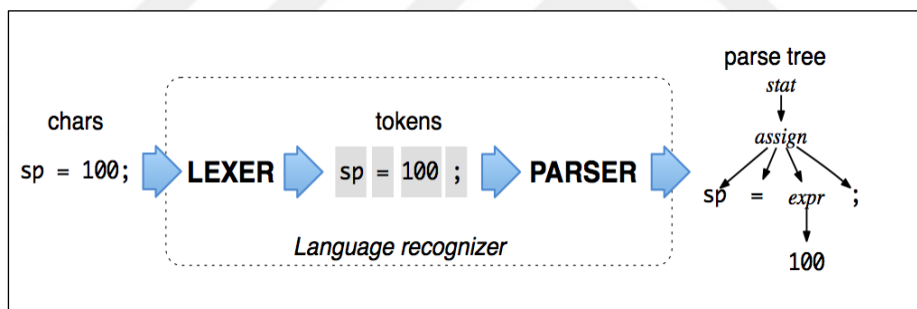 chars
sp = 100;
LEXER
tokens
sp = 100 ;
PARSER
Language recognizer
parse tree
stat
assign
sp = expr ;
100